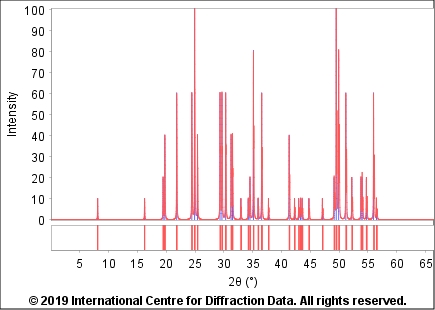 100
90
80
70
60
50
40
30
20
10
0
Intensity
5 10 15 20 25 30 35 40 45 50 55 60 65
2θ (°)
© 2019 International Centre for Diffraction Data. All rights reserved.